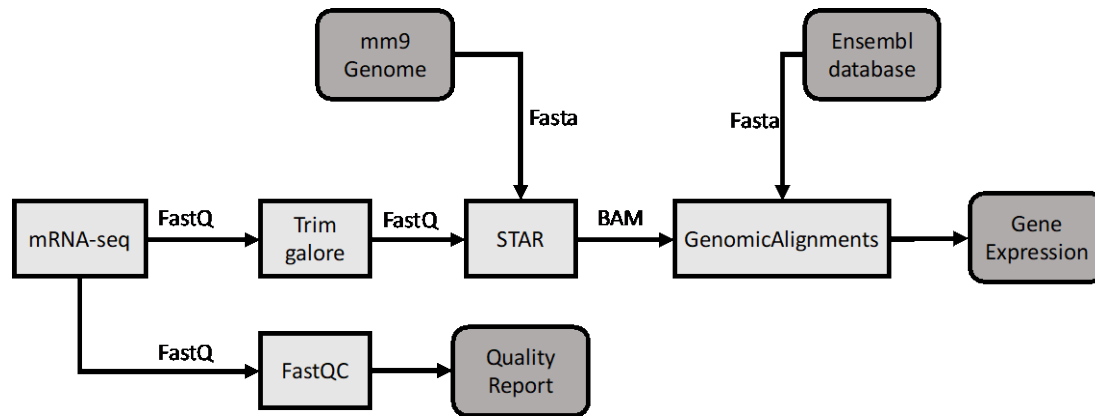 mm9
Genome
Ensembl
database
Fasta
Fasta
FastQ
FastQ
BAM
mRNA-seq
Trim
galore
STAR
GenomicAlignments
Gene
Expression
FastQ
FastQC
Quality
Report